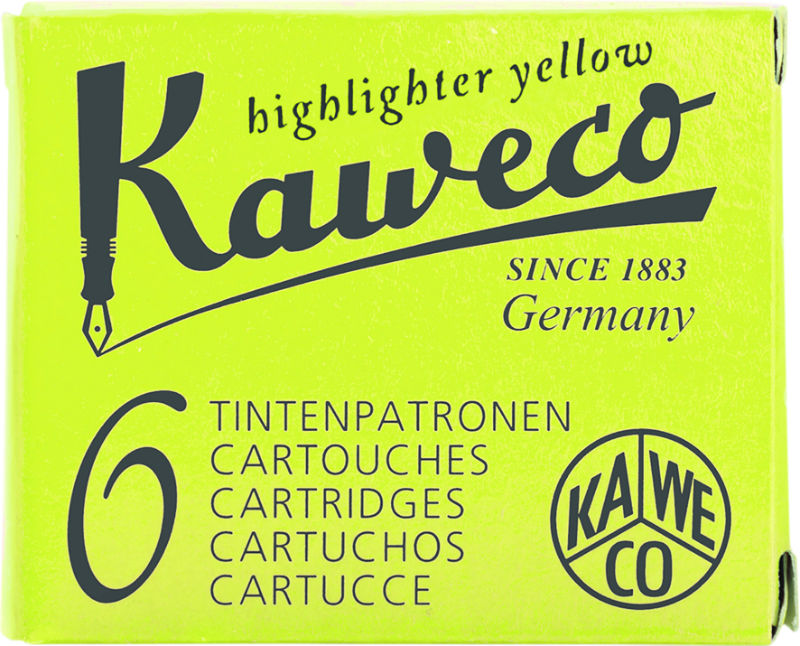 highlighter yellow
Kaweco
SINCE 1883
Germany
6
TINTENPATRONEN
CARTOUCHES
CARTRIDGES
CARTUCHOS
CARTUCCE
KA WE
CO